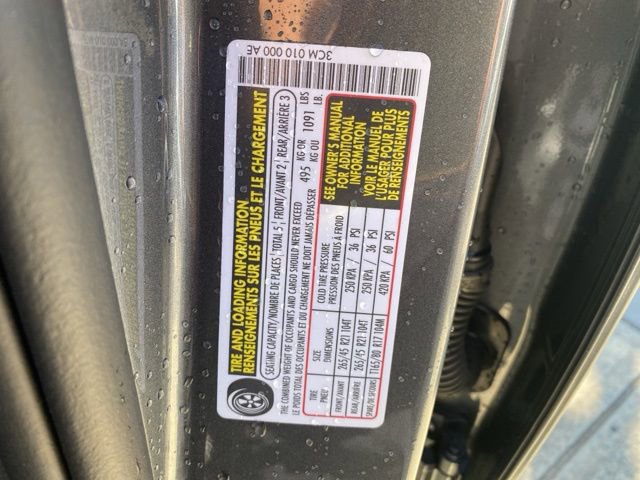 TIRE AND LOADING INFORMATION
RENSEIGNEMENTS SUR LES PNEUS ET LE CHARGEMENT
SEATING CAPACITY/NOMBRE DE PLACES TOTAL 5 FRONT/AVANT 2 REAR/ARRIÈRE 3
THE COMBINED WEIGHT OF OCCUPANTS AND CARGO SHOULD NEVER EXCEED 495 KG OR 1091 LBS
LE POIDS TOTAL DES OCCUPANTS ET DU CHARGEMENT NE DOIT JAMAIS DÉPASSER KG OU LB.
TIRE SIZE COLD TIRE PRESSURE
PNEU DIMENSIONS PRESSION DES PNEUS À FROID
FRONT/AVANT 265/45 R21 104T 250 KPA / 36 PSI
REAR/ARRIÈRE 265/45 R21 104T 250 KPA / 36 PSI
SPARE/DE SECOURS T165/80 R17 104M 420 KPA 60 PSI
SEE OWNER'S MANUAL
FOR ADDITIONAL
INFORMATION
VOIR LE MANUEL DE
L'USAGER POUR PLUS
DE RENSEIGNEMENTS
3CM 010 000 AE